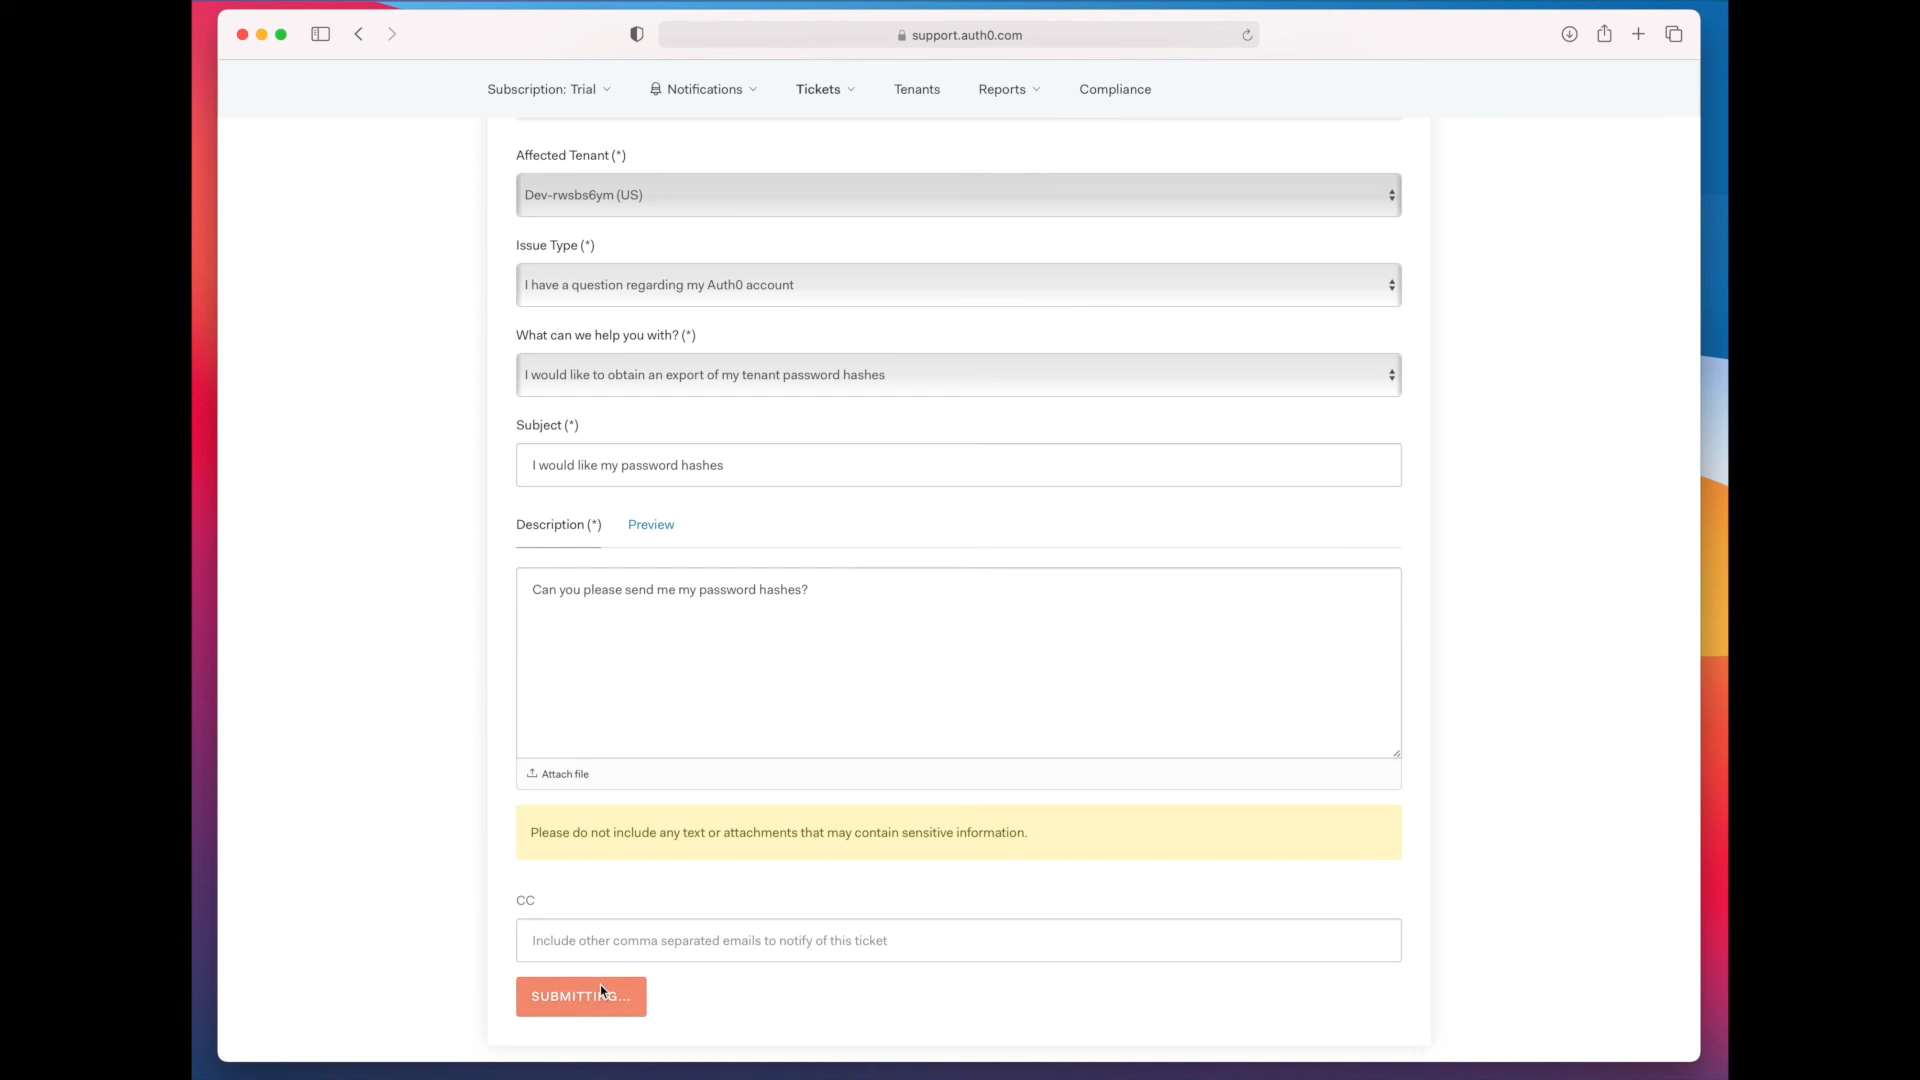 support.auth0.com
Subscription: Trial Notifications Tickets Tenants Reports Compliance
Affected Tenant (*)
Dev-rwsbs6ym (US)
Issue Type (*)
I have a question regarding my Auth0 account
What can we help you with? (*)
I would like to obtain an export of my tenant password hashes
Subject (*)
I would like my password hashes
Description (*) Preview
Can you please send me my password hashes?
Attach file
Please do not include any text or attachments that may contain sensitive information.
CC
Include other comma separated emails to notify of this ticket
SUBMITTING...